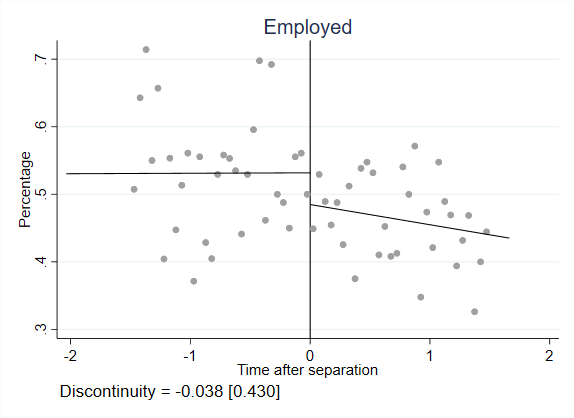 Employed
Percentage
.7
.6
.5
.4
.3
-2 -1 0 1 2
Time after separation
Discontinuity = -0.038 [0.430]